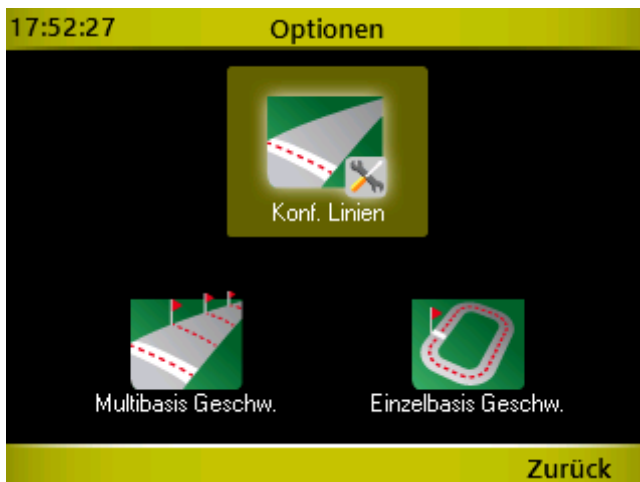 17:52:27 Optionen
Konf. Linien
Multibasis Geschw. Einzelbasis Geschw.
Zurück